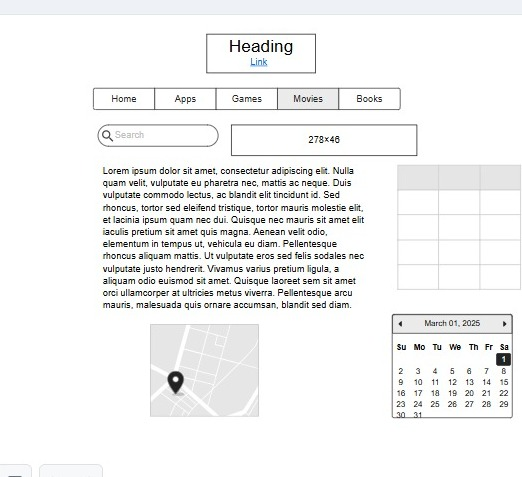 Heading
Link
Home Apps Games Movies Books
Search
278×46
Lorem ipsum dolor sit amet, consectetur adipiscing elit. Nulla
quam velit, vulputate eu pharetra nec, mattis ac neque. Duis
vulputate commodo lectus, ac blandit elit tincidunt id. Sed
rhoncus, tortor sed eleifend tristique, tortor mauris molestie elit,
et lacinia ipsum quam nec dui. Quisque nec mauris sit amet elit
iaculis pretium sit amet quis magna. Aenean velit odio,
elementum in tempus ut, vehicula eu diam. Pellentesque
rhoncus aliquam mattis. Ut vulputate eros sed felis sodales nec
vulputate justo hendrerit. Vivamus varius pretium ligula, a
aliquam odio euismod sit amet. Quisque laoreet sem sit amet
orci ullamcorper at ultricies metus viverra. Pellentesque arcu
mauris, malesuada quis ornare accumsan, blandit sed diam.
March 01, 2025
Su Mo Tu We Th Fr Sa
1
2 3 4 5 6 7 8
9 10 11 12 13 14 15
16 17 18 19 20 21 22
23 24 25 26 27 28 29
30 31